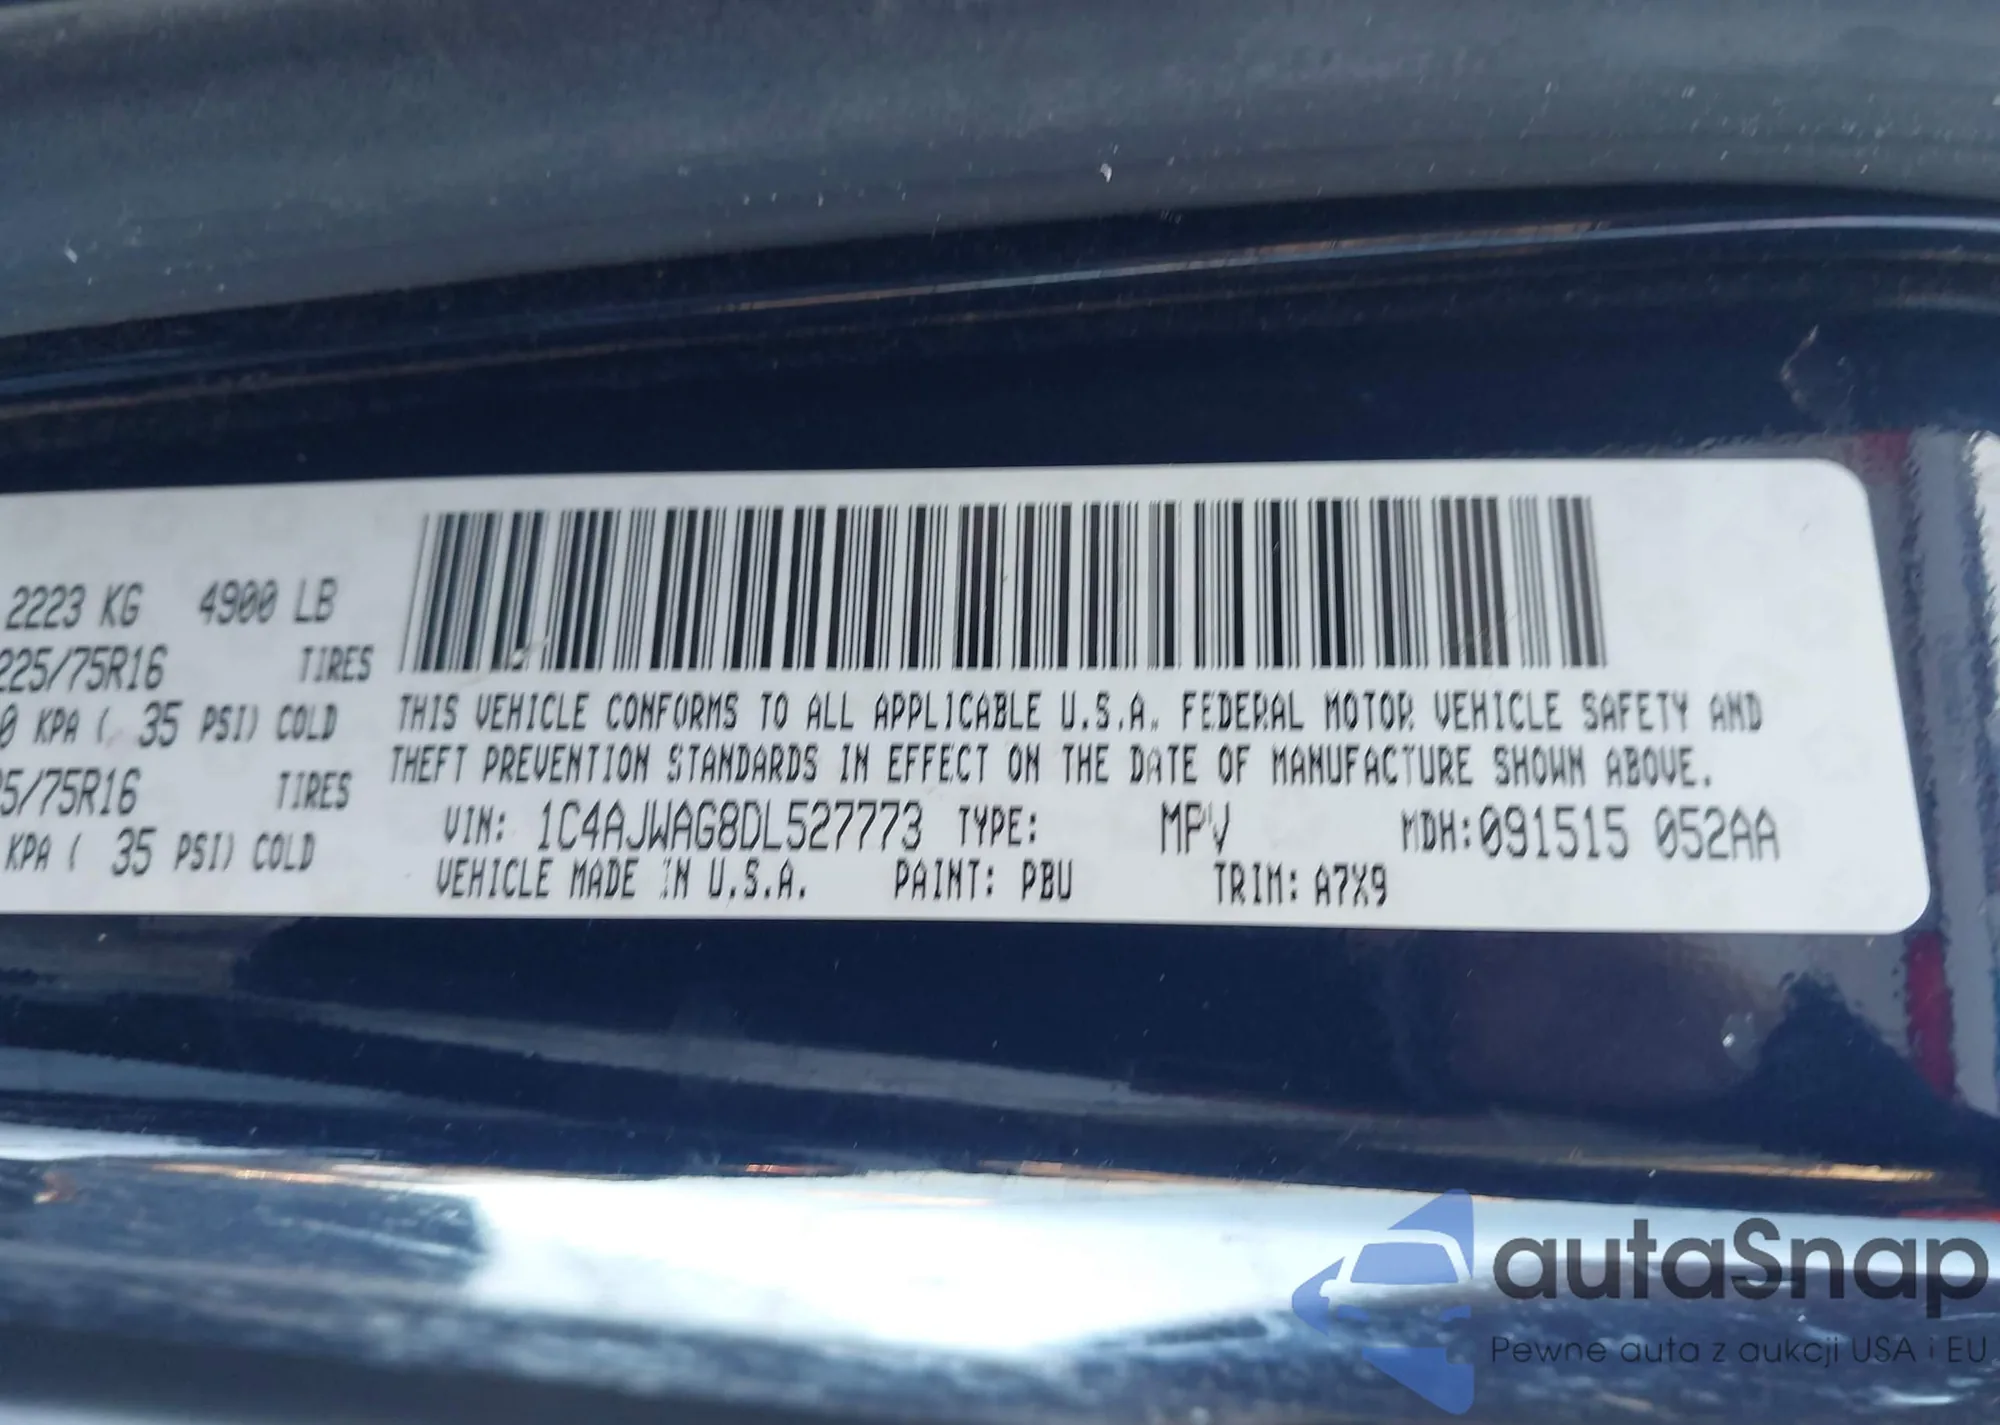 2223 KG 4900 LB
225/75R16 TIRES
0 KPA ( 35 PSI) COLD
5/75R16 TIRES
KPA ( 35 PSI) COLD
THIS VEHICLE CONFORMS TO ALL APPLICABLE U.S.A. FEDERAL MOTOR VEHICLE SAFETY AND
THEFT PREVENTION STANDARDS IN EFFECT ON THE DATE OF MANUFACTURE SHOWN ABOVE.
VIN: 1C4AJWAG8DL527773 TYPE: MPV MDH:091515 052AA
VEHICLE MADE IN U.S.A. PAINT: PBU TRIM: A7X9
autaSnap
Pewne auta z aukcji USA i EU